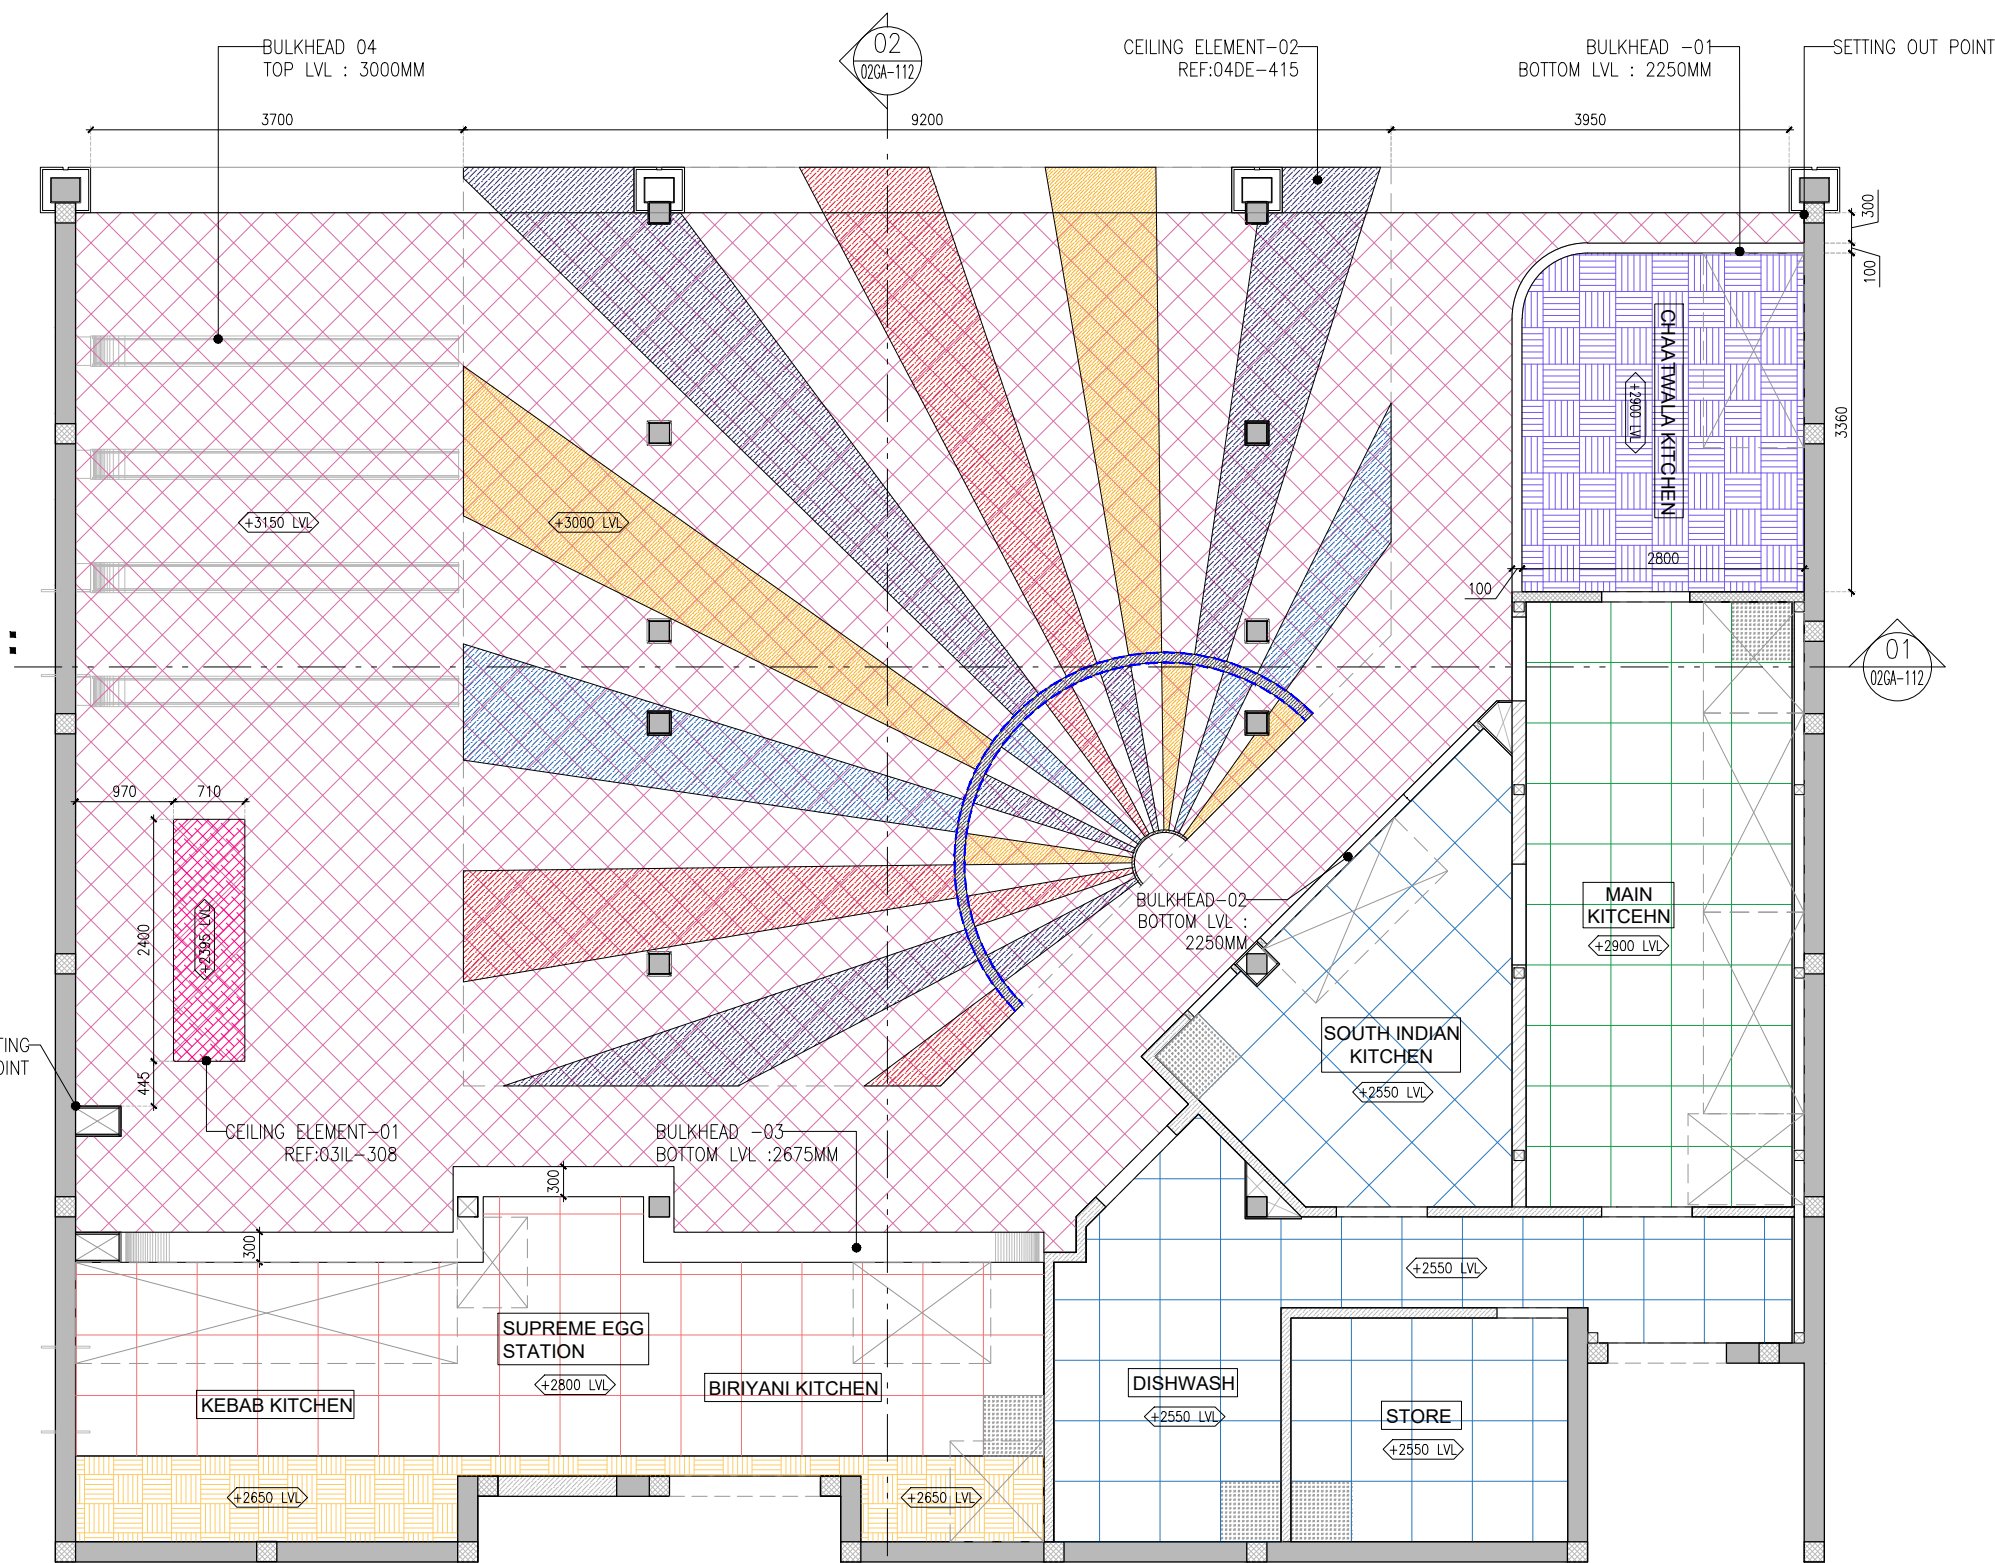 BULKHEAD 04
TOP LVL : 3000MM
02
02GA-112
CEILING ELEMENT-02
REF:04DE-415
BULKHEAD -01
BOTTOM LVL : 2250MM
SETTING OUT POINT
3700
9200
3950
300
100
CHAATWALA KITCHEN
+2900 LVL
3360
2800
100
+3150 LVL
+3000 LVL
01
02GA-112
970
710
2400
+2395 LVL
445
BULKHEAD-02
BOTTOM LVL :
2250MM
MAIN
KITCEHN
+2900 LVL
SOUTH INDIAN
KITCHEN
+2550 LVL
TING
OINT
CEILING ELEMENT-01
REF:03IL-308
BULKHEAD -03
BOTTOM LVL :2675MM
300
300
+2550 LVL
SUPREME EGG
STATION
+2800 LVL
KEBAB KITCHEN
BIRIYANI KITCHEN
DISHWASH
+2550 LVL
STORE
+2550 LVL
+2650 LVL
+2650 LVL